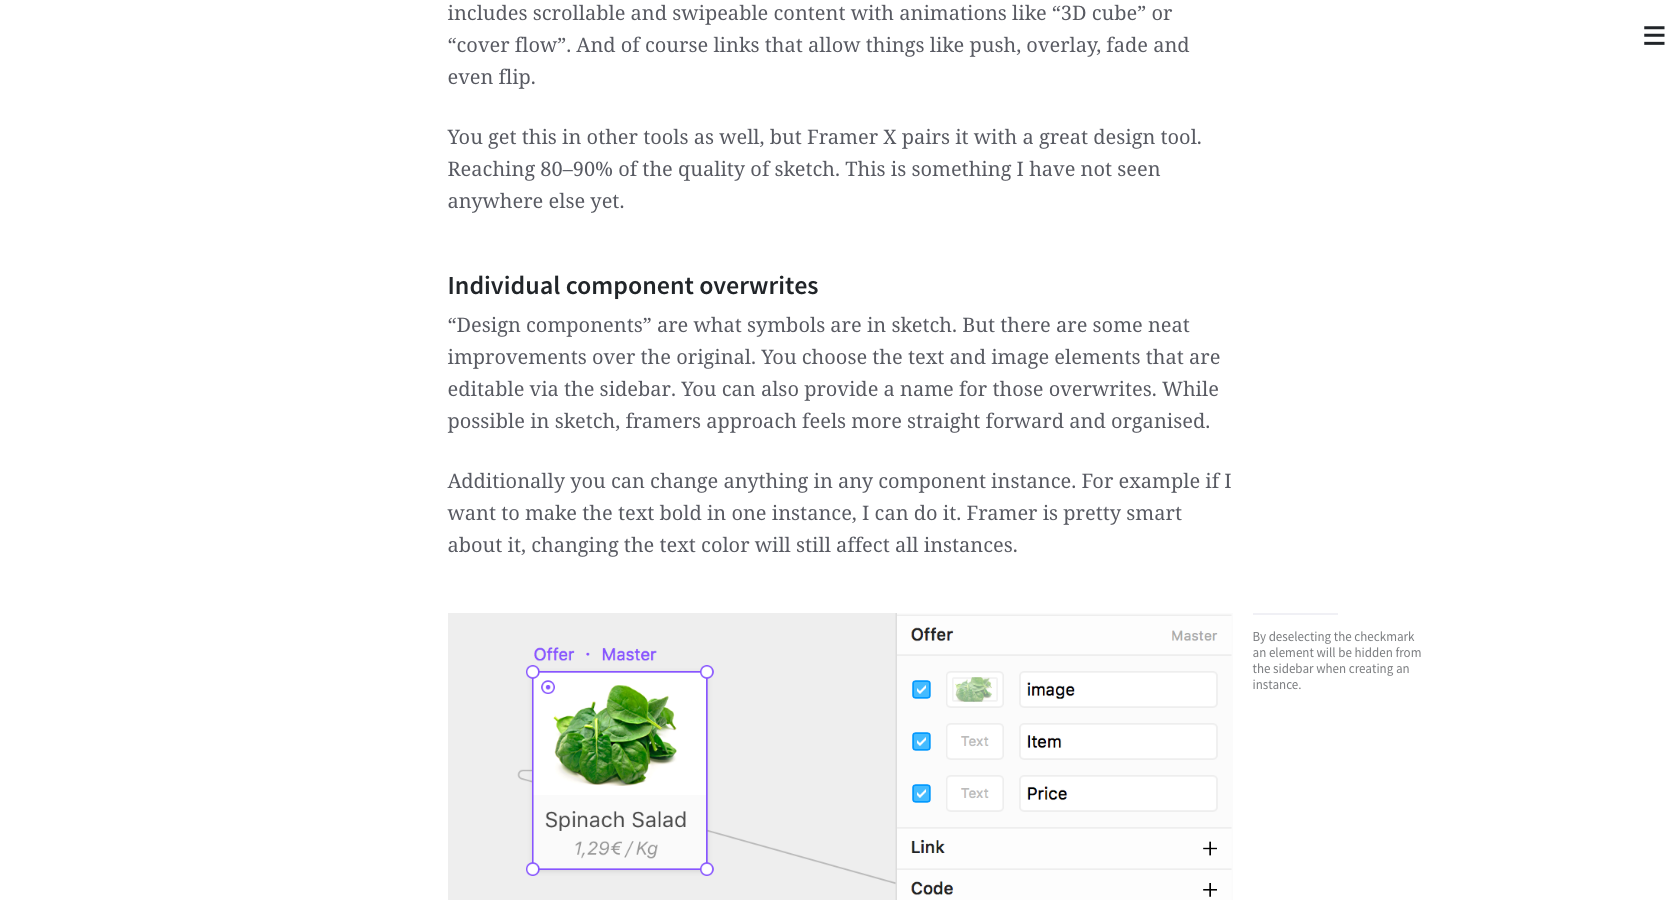 includes scrollable and swipeable content with animations like “3D cube” or
“cover flow”. And of course links that allow things like push, overlay, fade and
even flip.
You get this in other tools as well, but Framer X pairs it with a great design tool.
Reaching 80–90% of the quality of sketch. This is something I have not seen
anywhere else yet.
Individual component overwrites
“Design components” are what symbols are in sketch. But there are some neat
improvements over the original. You choose the text and image elements that are
editable via the sidebar. You can also provide a name for those overwrites. While
possible in sketch, framers approach feels more straight forward and organised.
Additionally you can change anything in any component instance. For example if I
want to make the text bold in one instance, I can do it. Framer is pretty smart
about it, changing the text color will still affect all instances.
Offer · Master
Spinach Salad
1,29€ / Kg
Offer Master
image
Text Item
Text Price
Link
Code
By deselecting the checkmark
an element will be hidden from
the sidebar when creating an
instance.